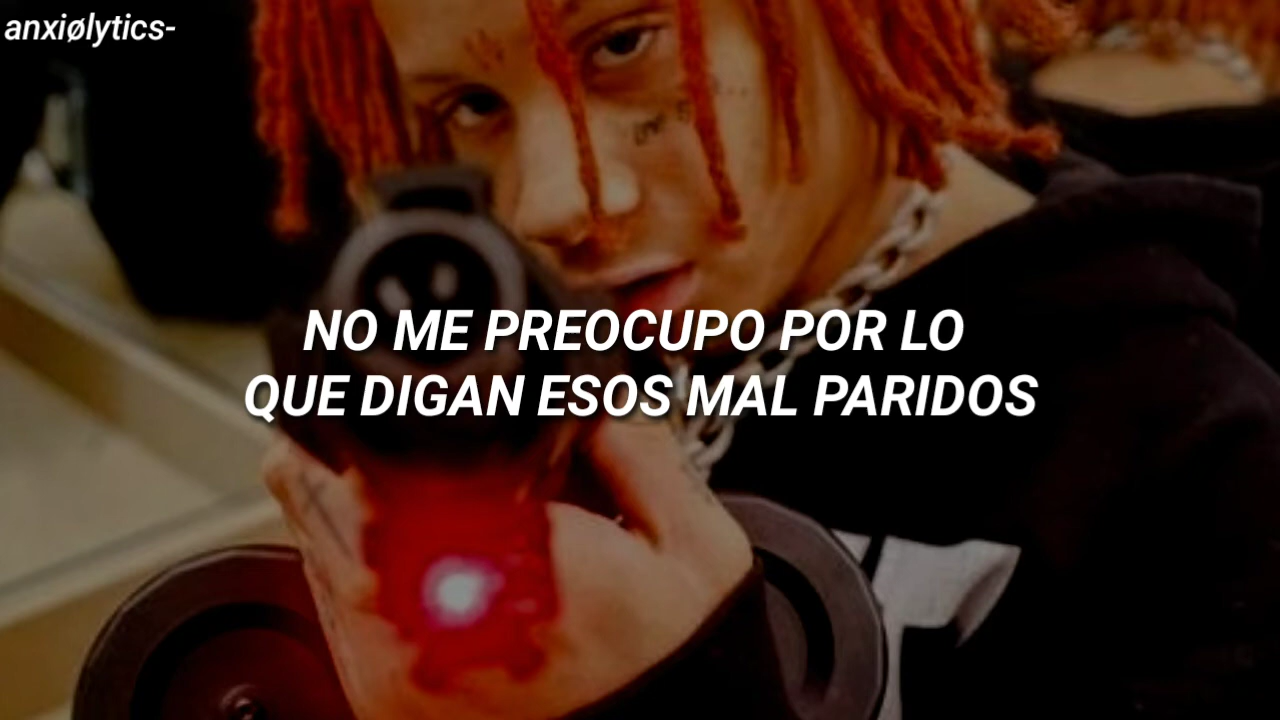 anxiølytics-
NO ME PREOCUPO POR LO
QUE DIGAN ESOS MAL PARIDOS